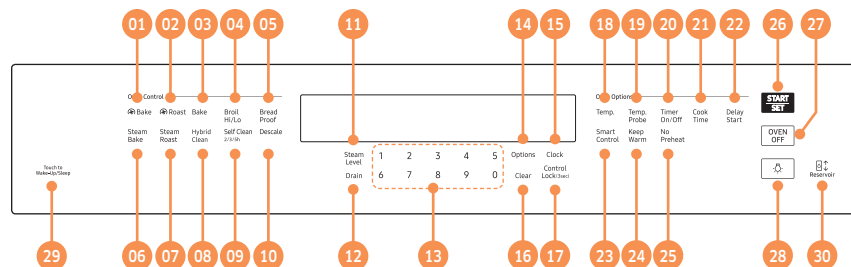 01 02 03 04 05 11 14 15 18 19 20 21 22 26 27
Control
Options
Bake Roast Bake Broil Bread
Hi/Lo Proof
Temp. Temp. Timer Cook Delay
Probe On/Off Time Start
START
SET
Steam Steam Hybrid Self Clean Descale
Bake Roast Clean 2/3/5h
Smart Keep No
Control Warm Preheat
OVEN
OFF
Steam
Level
1 2 3 4 5
Options Clock
Drain
6 7 8 9 0
Clear Control
Lock(3sec)
Touch to
Wake-Up/Sleep
Reservoir
29 06 07 08 09 10 12 13 16 17 23 24 25 28 30